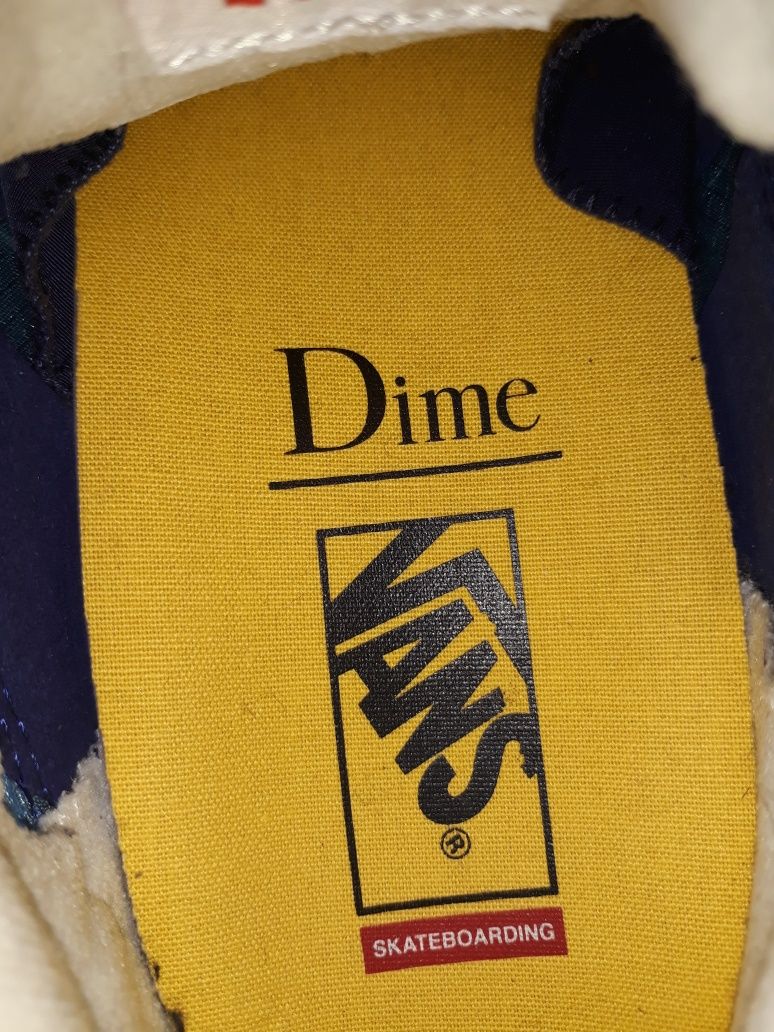 Dime
VANS
®
SKATEBOARDING